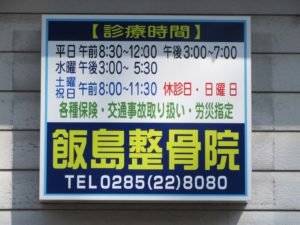 【診療時間】
平日 午前8:30~12:00 午後3:00~7:00
水曜 午後3:00~ 5:30
土曜 祝日 午前8:00~11:30 休診日・日曜日
各種保険・交通事故取り扱い・労災指定
飯島整骨院
TEL0285(22)8080